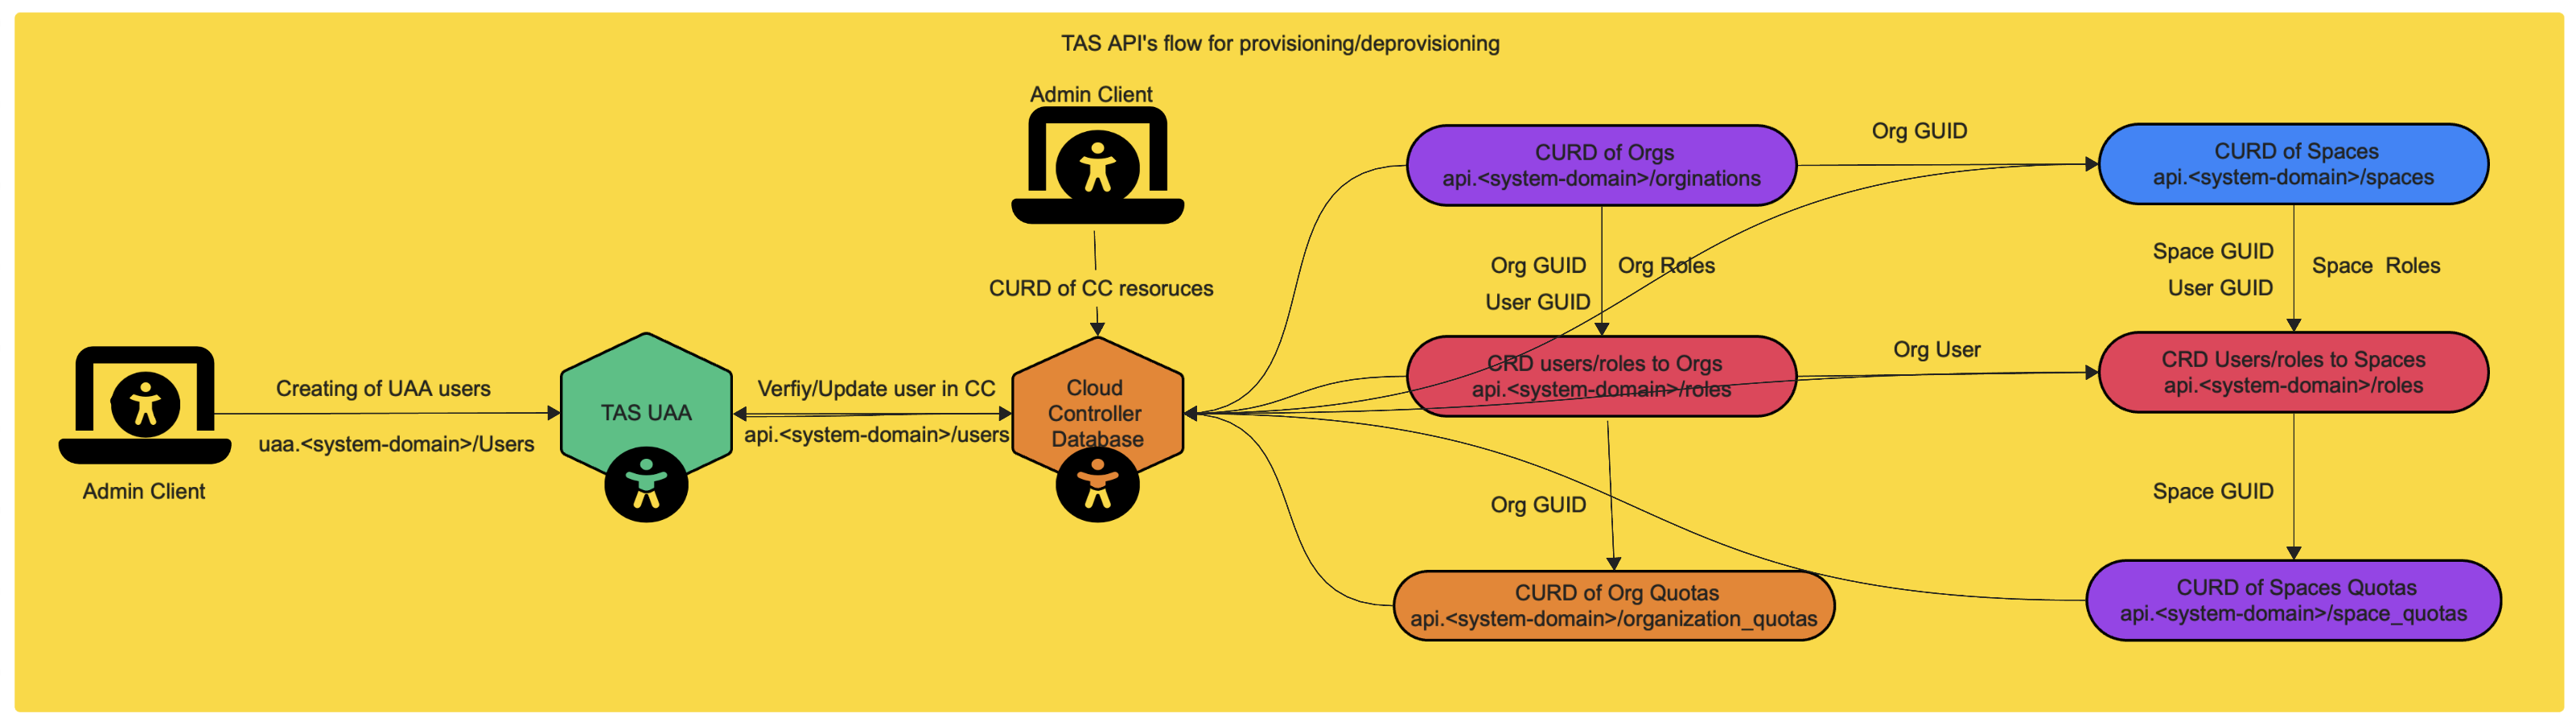 TAS API's flow for provisioning/deprovisioning
Admin Client
CURD of CC resoruces
Creating of UAA users
uaa.<system-domain>/Users
Admin Client
TAS UAA
Verfiy/Update user in CC
api.<system-domain>/users
Cloud
Controller
Database
CURD of Orgs
api.<system-domain>/orginations
Org GUID
CURD of Spaces
api.<system-domain>/spaces
Org GUID
User GUID
Org Roles
Space GUID
User GUID
Space  Roles
CRD users/roles to Orgs
api.<system-domain>/roles
Org User
CRD Users/roles to Spaces
api.<system-domain>/roles
Org GUID
Space GUID
CURD of Org Quotas
api.<system-domain>/organization_quotas
CURD of Spaces Quotas
api.<system-domain>/space_quotas